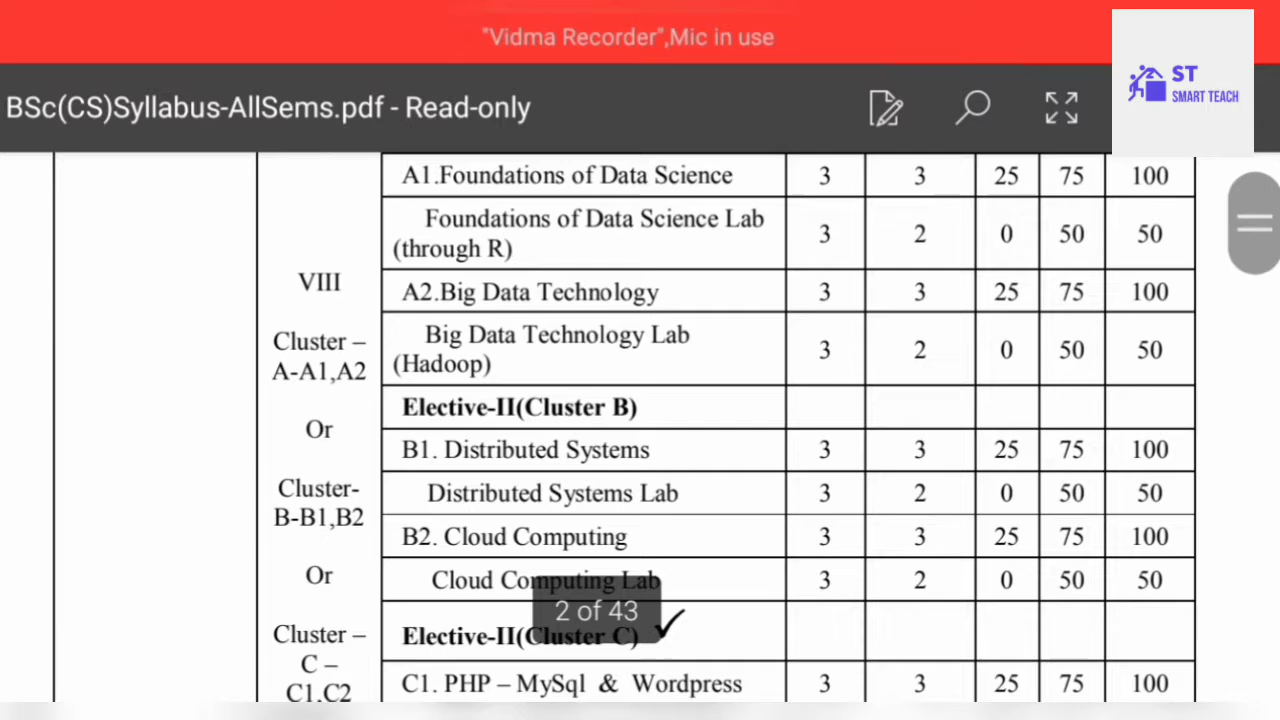 "Vidma Recorder",Mic in use
ST
SMART TEACH
BSc(CS)Syllabus-AllSems.pdf - Read-only
A1.Foundations of Data Science 3 3 25 75 100
Foundations of Data Science Lab
(through R) 3 2 0 50 50
VIII
A2.Big Data Technology 3 3 25 75 100
Cluster –
A-A1,A2
Big Data Technology Lab
(Hadoop) 3 2 0 50 50
Or
Elective-II(Cluster B)
B1. Distributed Systems 3 3 25 75 100
Cluster-
B-B1,B2
Distributed Systems Lab 3 2 0 50 50
B2. Cloud Computing 3 3 25 75 100
Or
Cloud Computing Lab 3 2 0 50 50
2 of 43
Cluster –
C –
C1,C2
Elective-II(Cluster C)
C1. PHP – MySql & Wordpress 3 3 25 75 100